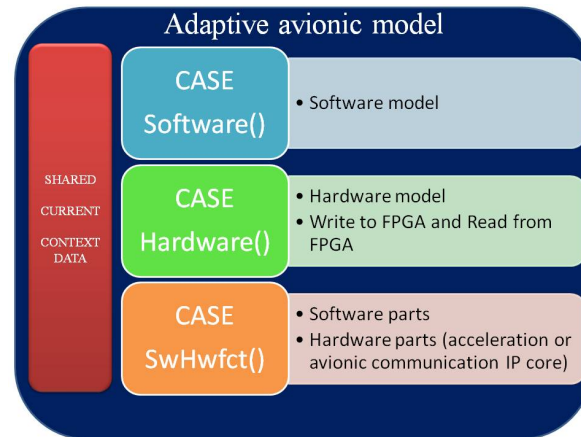 Adaptive avionic model
SHARED
CURRENT
CONTEXT
DATA
CASE
Software()
• Software model
CASE
Hardware()
• Hardware model
• Write to FPGA and Read from
FPGA
CASE
SwHwfct()
• Software parts
• Hardware parts (acceleration or
avionic communication IP core)